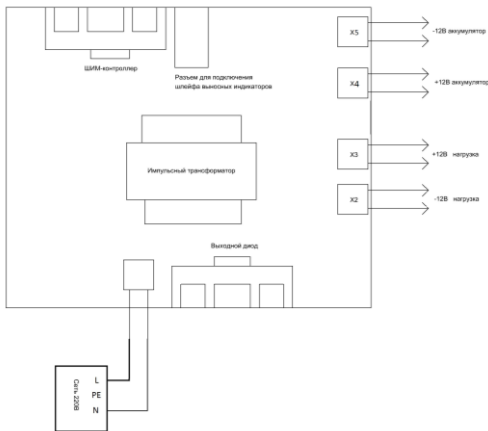 X5
-12В аккумулятор
ШИМ-контроллер
Разъем для подключения
шлейфа выносных индикаторов
X4
+12В аккумулятор
X3
+12В нагрузка
Импульсный трансформатор
X2
-12В нагрузка
Выходной диод
Сеть 220В
L
PE
N